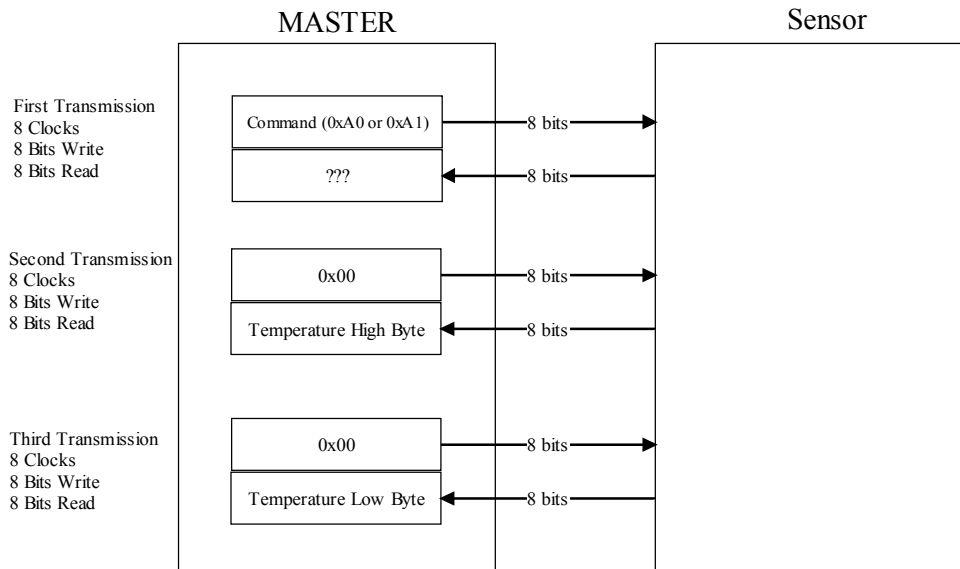 MASTER
Sensor
First Transmission
8 Clocks
8 Bits Write
8 Bits Read
Command (0xA0 or 0xA1)
8 bits
???
8 bits
Second Transmission
8 Clocks
8 Bits Write
8 Bits Read
0x00
8 bits
Temperature High Byte
8 bits
Third Transmission
8 Clocks
8 Bits Write
8 Bits Read
0x00
8 bits
Temperature Low Byte
8 bits